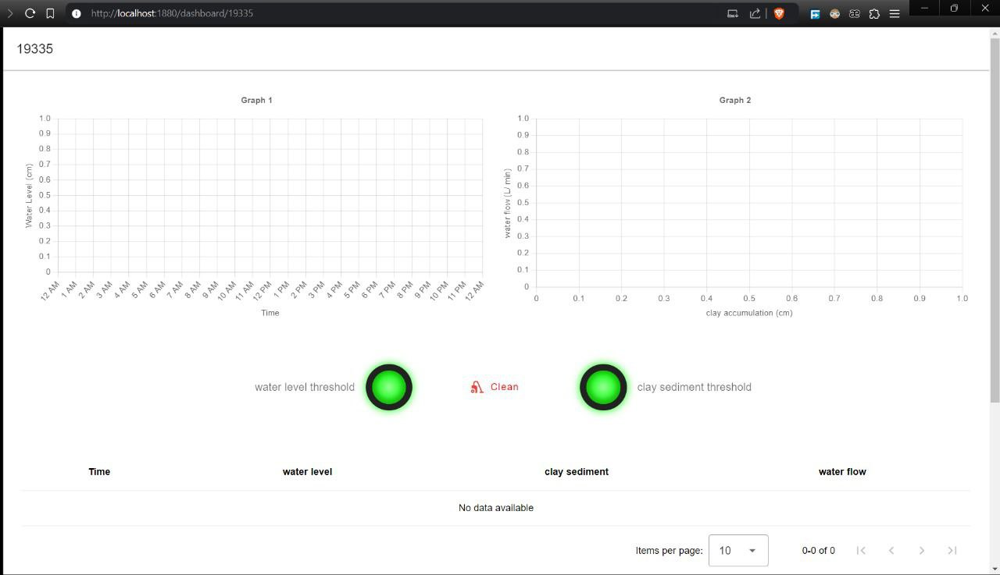 http://localhost:1880/dashboard/19335
19335
Graph 1
1.0
0.9
0.8
0.7
0.6
0.5
0.4
0.3
0.2
0.1
0
Water Level (cm)
12 AM 1 AM 2 AM 3 AM 4 AM 5 AM 6 AM 7 AM 8 AM 9 AM 10 AM 11 AM 12 PM 1 PM 2 PM 3 PM 4 PM 5 PM 6 PM 7 PM 8 PM 9 PM 10 PM 11 PM 12 AM
Time
Graph 2
1.0
0.9
0.8
0.7
0.6
0.5
0.4
0.3
0.2
0.1
0
water flow (L/ min)
0 0.1 0.2 0.3 0.4 0.5 0.6 0.7 0.8 0.9 1.0
clay accumulation (cm)
water level threshold Clean clay sediment threshold
Time water level clay sediment water flow
No data available
Items per page: 10 0-0 of 0